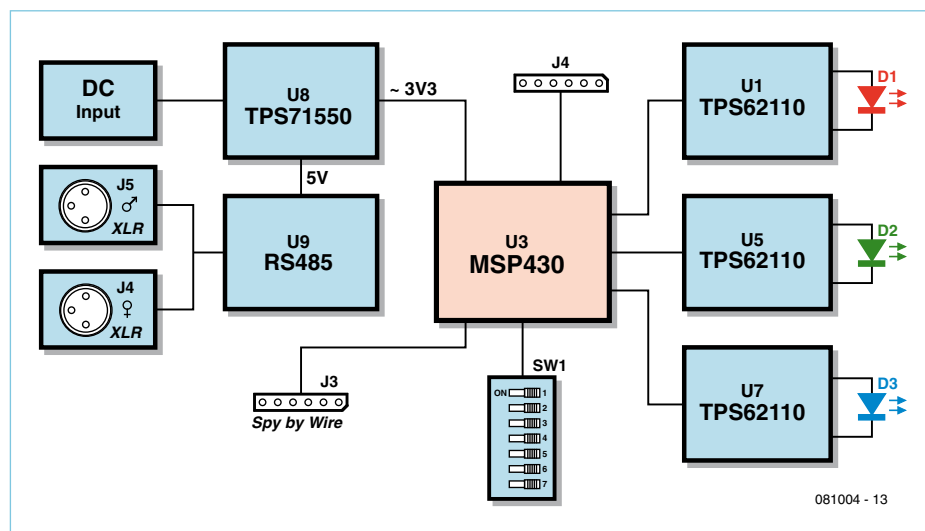 DC
Input
U8
TPS71550
~ 3V3
J4
U1
TPS62110
D1
J5
♂
XLR
5V
U9
RS485
U3
MSP430
U5
TPS62110
D2
J4
♀
XLR
J3
Spy by Wire
SW1
ON
1
2
3
4
5
6
7
U7
TPS62110
D3
081004 - 13